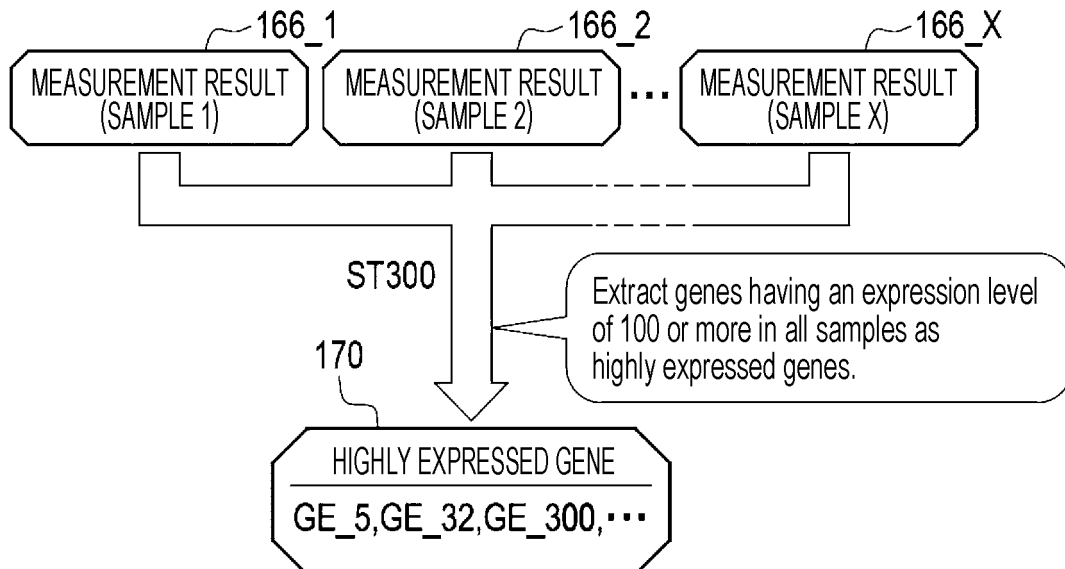 166_1
166_2
166_X
MEASUREMENT RESULT
(SAMPLE 1)
MEASUREMENT RESULT
(SAMPLE 2)
•••
MEASUREMENT RESULT
(SAMPLE X)
ST300
Extract genes having an expression level
of 100 or more in all samples as
highly expressed genes.
170
HIGHLY EXPRESSED GENE
GE_5,GE_32,GE_300,•••